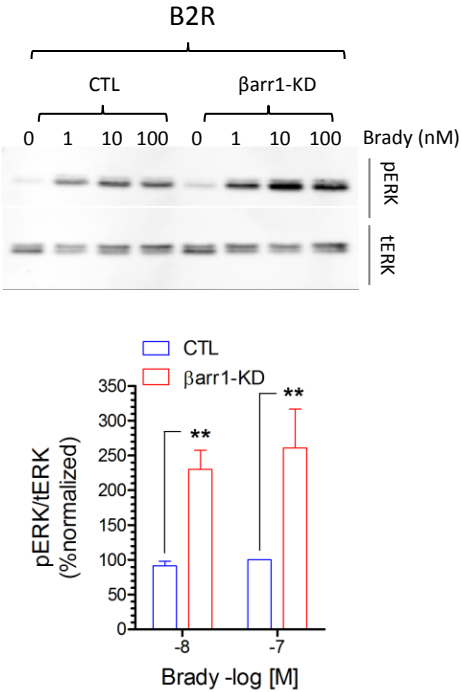 B2R
CTL βarr1-KD
0 1 10 100 0 1 10 100 Brady (nM)
pERK
tERK
CTL
βarr1-KD
350
300
250
200
150
100
50
0
** **
pERK/tERK
(%normalized)
-8 -7
Brady -log [M]